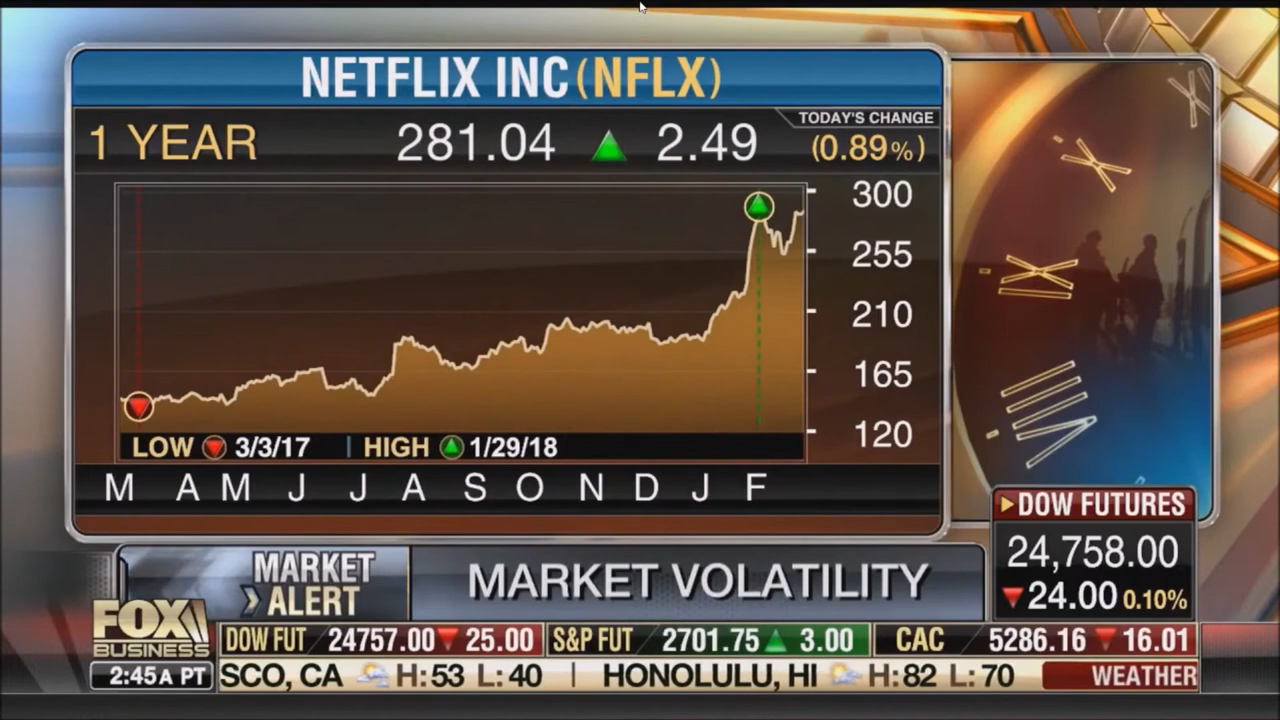 NETFLIX INC (NFLX)
1 YEAR 281.04 ▲ 2.49 TODAY'S CHANGE (0.89%)
300
255
210
165
120
LOW ▼ 3/3/17 | HIGH ▲ 1/29/18
M A M J J A S O N D J F
X
IX
VIII
MARKET ALERT
MARKET VOLATILITY
DOW FUTURES
24,758.00
▼ 24.00 0.10%
FOX BUSINESS
DOW FUT 24757.00 ▼ 25.00 S&P FUT 2701.75 ▲ 3.00 CAC 5286.16 ▼ 16.01
2:45A PT SCO, CA H:53 L:40 | HONOLULU, HI H:82 L:70 WEATHER